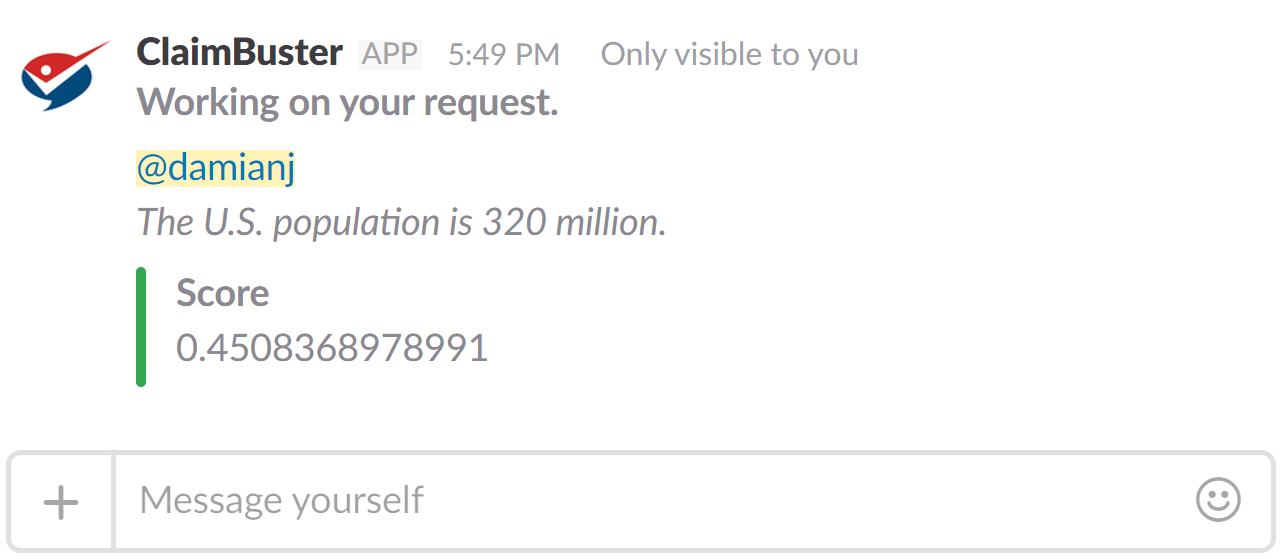 ClaimBuster APP 5:49 PM Only visible to you
Working on your request.
@damianj
The U.S. population is 320 million.
Score
0.4508368978991
Message yourself